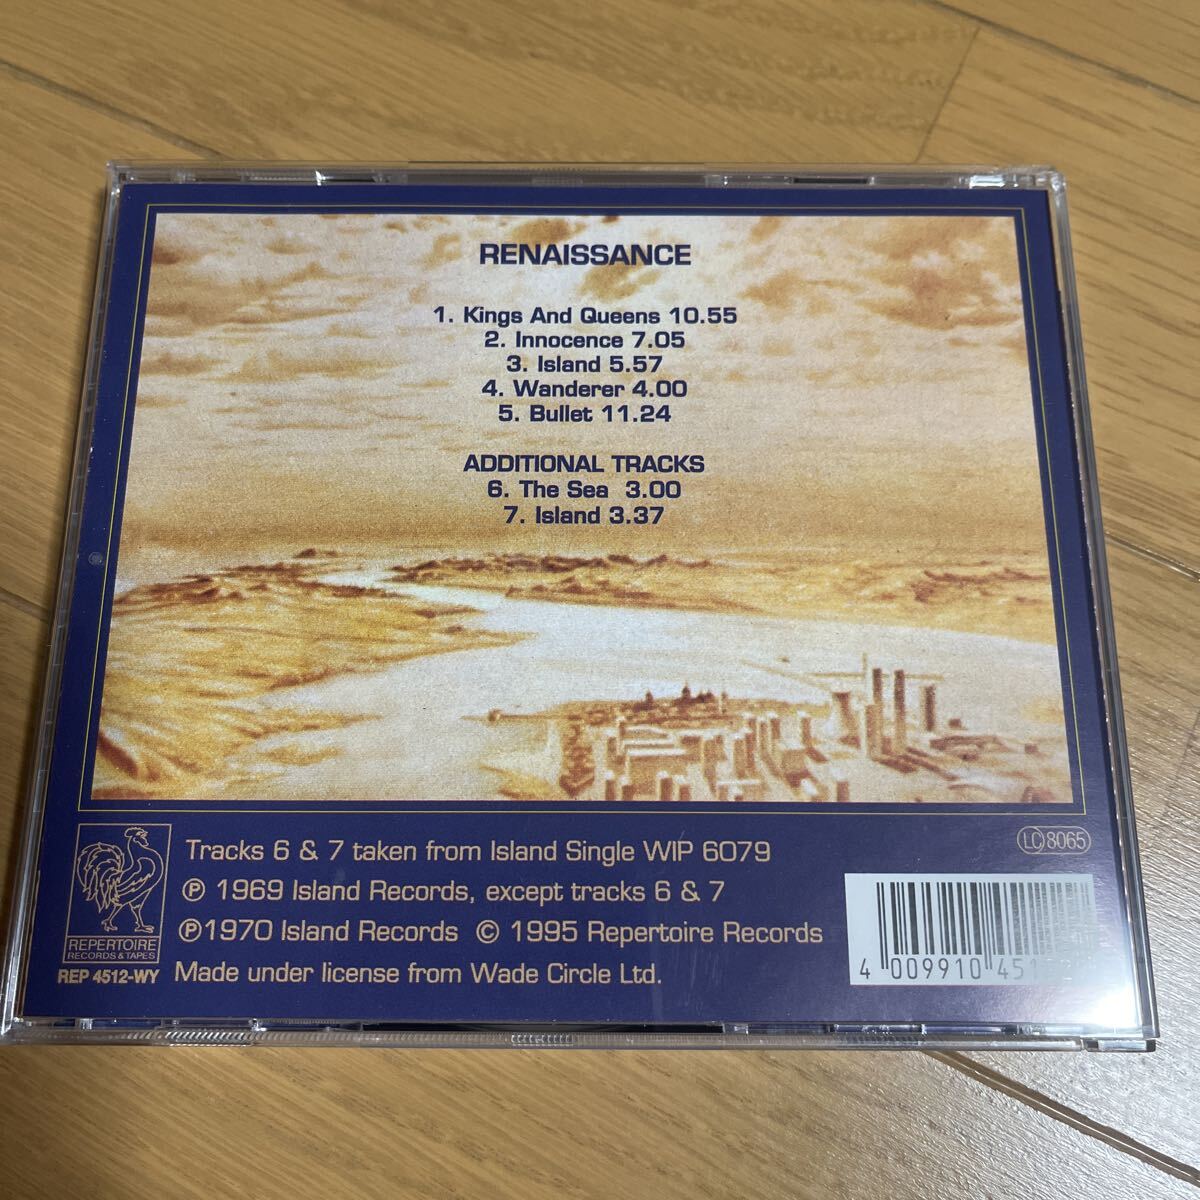 RENAISSANCE
1. Kings And Queens 10.55
2. Innocence 7.05
3. Island 5.57
4. Wanderer 4.00
5. Bullet 11.24
ADDITIONAL TRACKS
6. The Sea 3.00
7. Island 3.37
LC 8065
Tracks 6 & 7 taken from Island Single WIP 6079
℗ 1969 Island Records, except tracks 6 & 7
℗1970 Island Records © 1995 Repertoire Records
Made under license from Wade Circle Ltd.
REPERTOIRE
RECORDS & TAPES
REP 4512-WY
4 009910 451